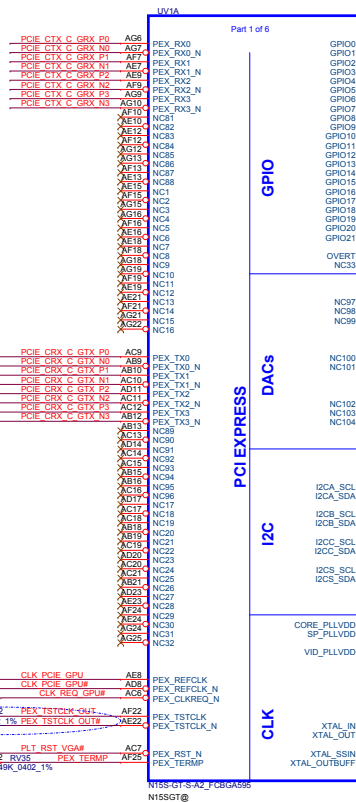 UV1A
Part 1 of 6
PCIE_CTX_C_GRX_P0 AG6 PEX_RX0 GPIO0
PCIE_CTX_C_GRX_N0 AG7 PEX_RX0_N GPIO1
PCIE_CTX_C_GRX_P1 AF7 PEX_RX1 GPIO2
PCIE_CTX_C_GRX_N1 AE7 PEX_RX1_N GPIO3
PCIE_CTX_C_GRX_P2 AE9 PEX_RX2 GPIO4
PCIE_CTX_C_GRX_N2 AF9 PEX_RX2_N GPIO5
PCIE_CTX_C_GRX_P3 AG9 PEX_RX3 GPIO6
PCIE_CTX_C_GRX_N3 AG10 PEX_RX3_N GPIO7
AF10 NC81 GPIO8
AE10 NC82 GPIO9
AE12 NC83 GPIO10
AF12 NC84 GPIO11
AG12 NC85 GPIO12
AG13 NC86 GPIO13
AF13 NC87 GPIO14
AE13 NC88 GPIO15
AE15 NC1 GPIO16
AF15 NC2 GPIO17
AG15 NC3 GPIO18
AG16 NC4 GPIO19
AF16 NC5 GPIO20
AE16 NC6 GPIO21
AE18 NC7
AF18 NC8 OVERT
AG18 NC9 NC33
AG19 NC10
AF19 NC11
AE19 NC12
AE21 NC13 NC97
AF21 NC14 NC98
AG21 NC15 NC99
AG22 NC16
GPIO
PCIE_CRX_C_GTX_P0 AC9 PEX_TX0 NC100
PCIE_CRX_C_GTX_N0 AB9 PEX_TX0_N NC101
PCIE_CRX_C_GTX_P1 AB10 PEX_TX1
PCIE_CRX_C_GTX_N1 AC10 PEX_TX1_N
PCIE_CRX_C_GTX_P2 AD11 PEX_TX2
PCIE_CRX_C_GTX_N2 AC11 PEX_TX2_N NC102
PCIE_CRX_C_GTX_P3 AC12 PEX_TX3 NC103
PCIE_CRX_C_GTX_N3 AB12 PEX_TX3_N NC104
AB13 NC89
AC13 NC90
AD14 NC91
AC14 NC92
AC15 NC93
AB15 NC94
AB16 NC95 I2CA_SCL
AC16 NC96 I2CA_SDA
AD17 NC17
AC17 NC18 I2CB_SCL
AC18 NC19 I2CB_SDA
AB18 NC20
AB19 NC21 I2CC_SCL
AC19 NC22 I2CC_SDA
AD20 NC23
AC20 NC24 I2CS_SCL
AC21 NC25 I2CS_SDA
AB21 NC26
AD23 NC27
AE23 NC28
AF24 NC29
AE24 NC30 CORE_PLLVDD
AG24 NC31 SP_PLLVDD
AG25 NC32
VID_PLLVDD
DACs
PCI EXPRESS
I2C
CLK
CLK_PCIE_GPU AE8 PEX_REFCLK
CLK_PCIE_GPU# AD8 PEX_REFCLK_N
CLK_REQ_GPU# AC6 PEX_CLKREQ_N
2 PEX_TSTCLK_OUT AF22 PEX_TSTCLK
1% PEX_TSTCLK_OUT# AE22 PEX_TSTCLK_N XTAL_IN
XTAL_OUT
PLT_RST_VGA# AC7 PEX_RST_N XTAL_SSIN
2 RV35 PEX_TERMP AF25 PEX_TERMP XTAL_OUTBUFF
49K_0402_1%
N15S-GT-S-A2_FCBGA595
N15SGT@